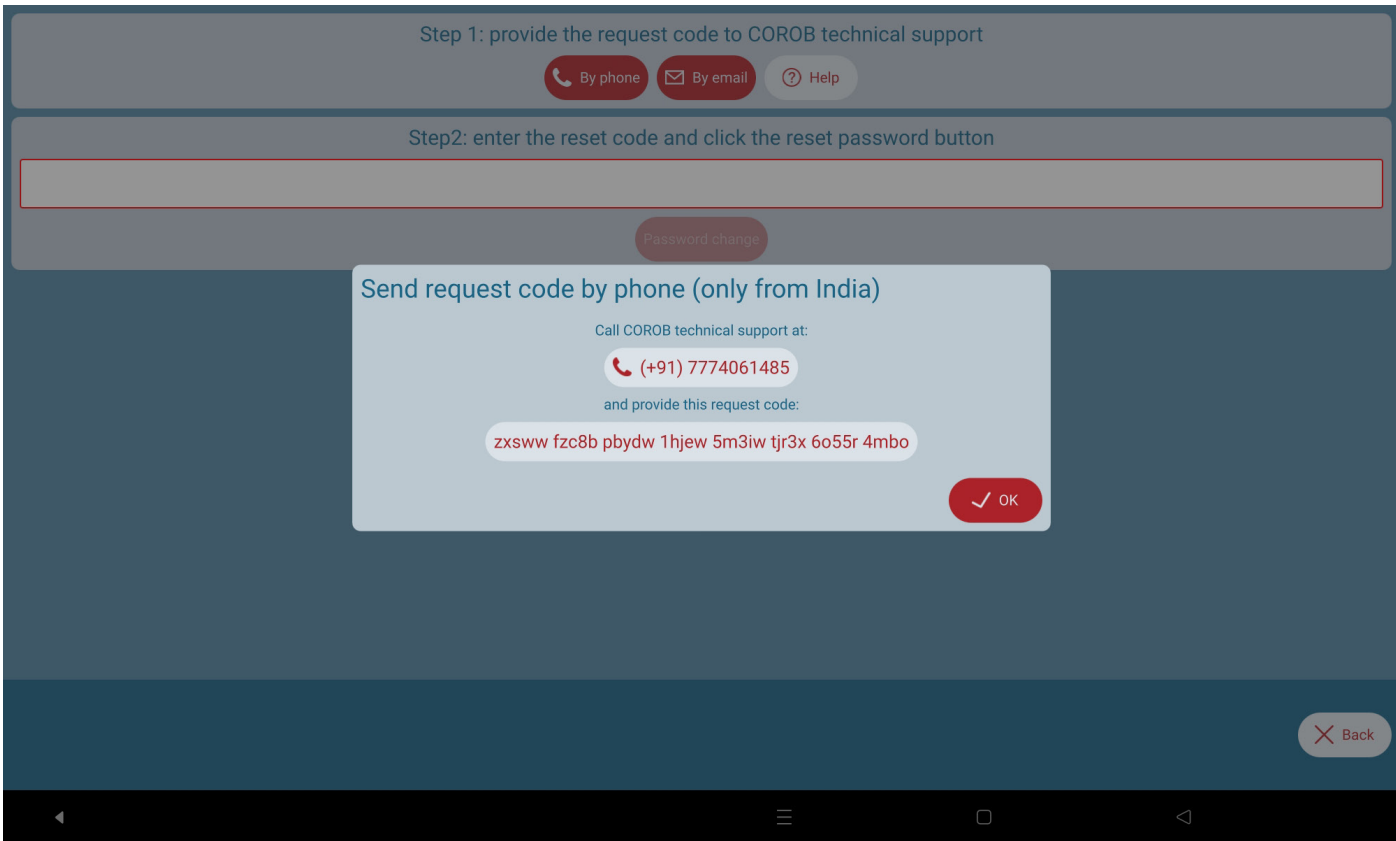 Step 1: provide the request code to COROB technical support
By phone
By email
Help
Step2: enter the reset code and click the reset password button
Password change
Send request code by phone (only from India)
Call COROB technical support at:
(+91) 7774061485
and provide this request code:
zxsww fzc8b pbydw 1hjew 5m3iw tjr3x 6o55r 4mbo
OK
Back